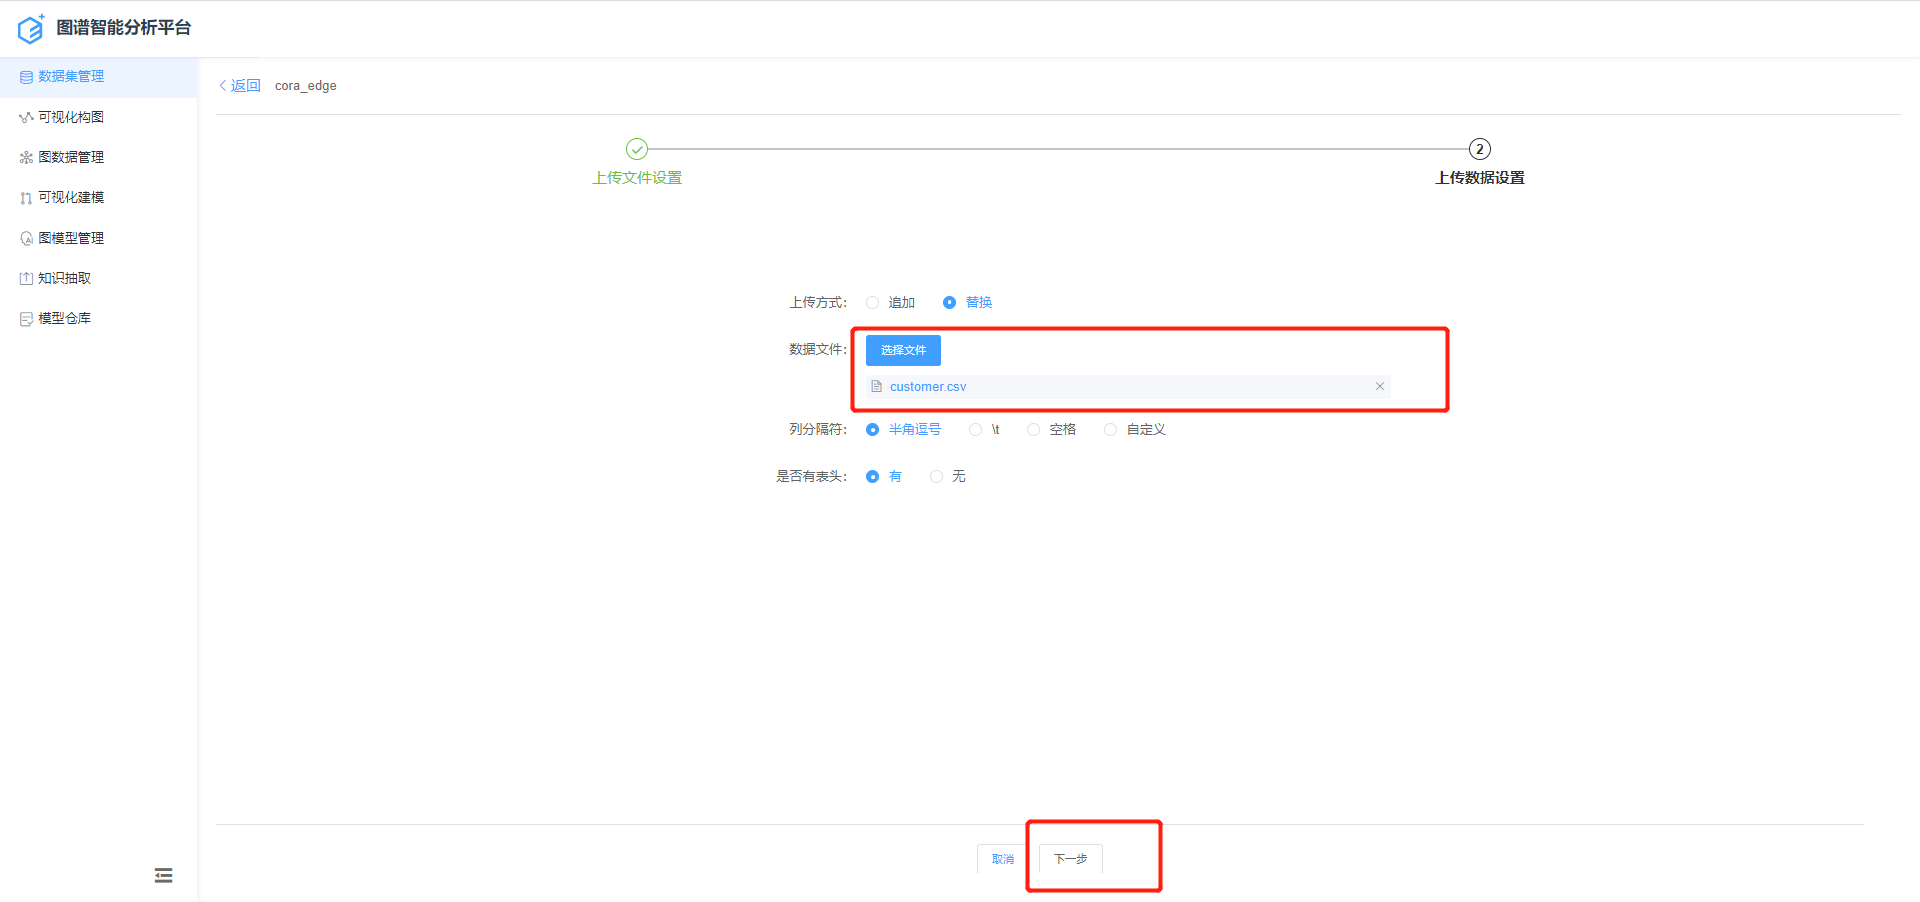 图谱智能分析平台
数据集管理
可视化构图
图数据管理
可视化建模
图模型管理
知识抽取
模型仓库
返回 cora_edge
2
上传文件设置 上传数据设置
上传方式： 追加 替换
数据文件： 选择文件
customer.csv
列分隔符： 半角逗号 \t 空格 自定义
是否有表头： 有 无
取消 下一步